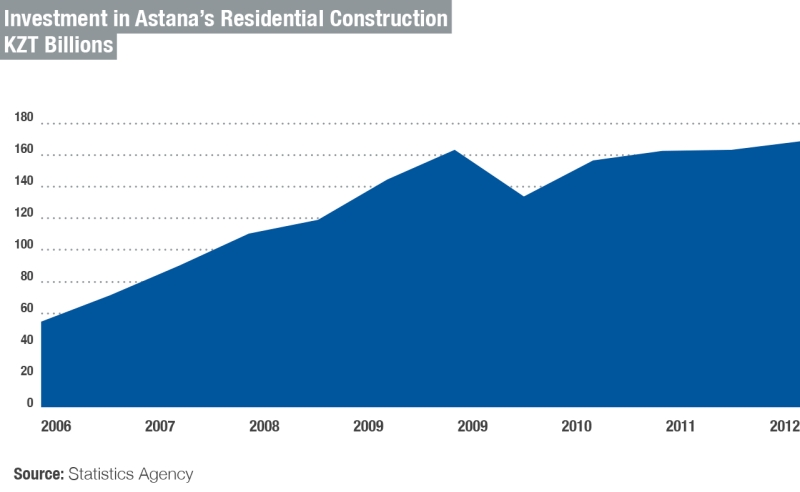 Investment in Astana's Residential Construction
KZT Billions
180
160
140
120
100
80
60
40
20
0
2006 2007 2008 2009 2009 2010 2011 2012
Source: Statistics Agency